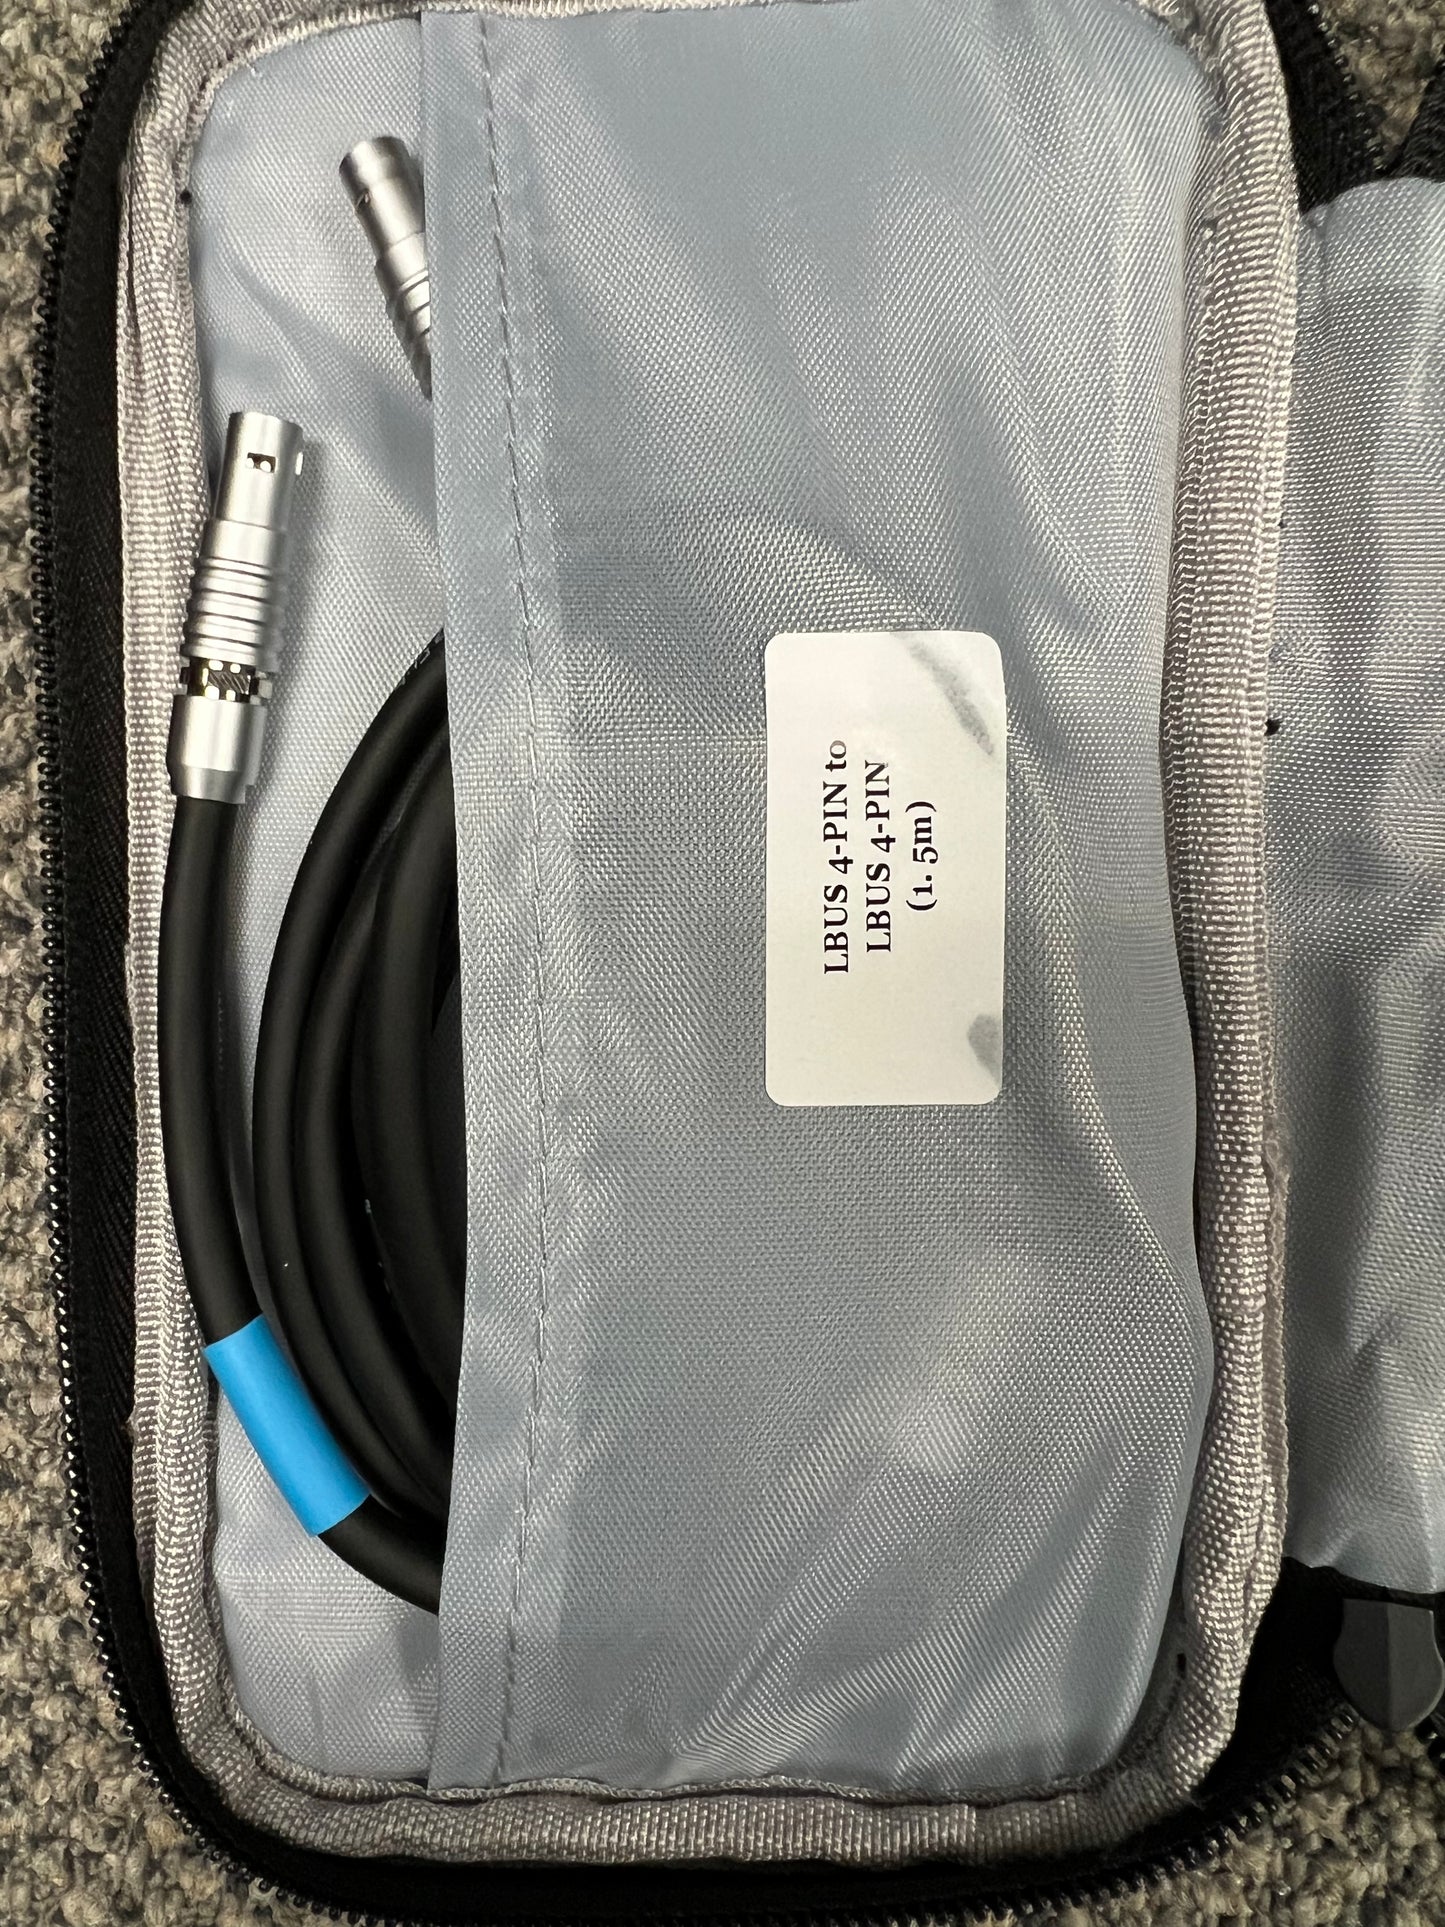 LBUS 4-PIN to
LBUS 4-PIN
(1. 5m)